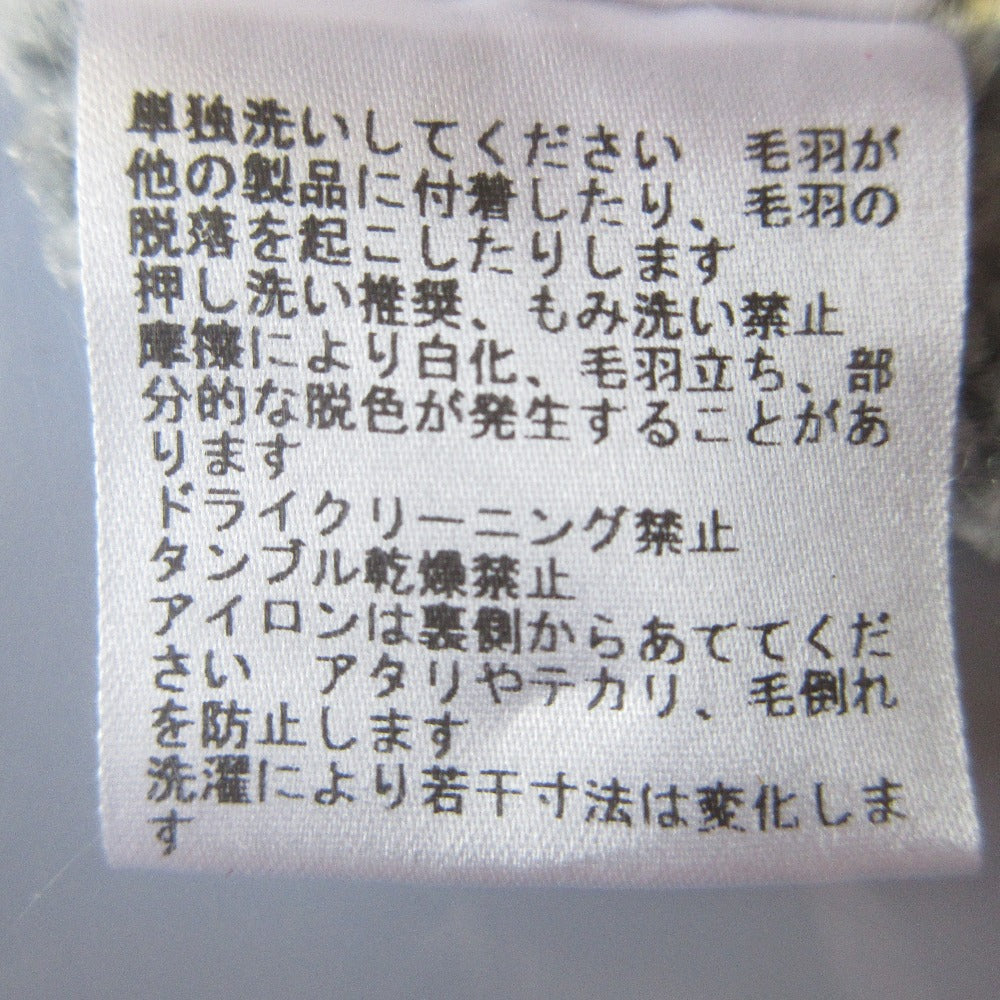 単独洗いしてください　毛羽が
他の製品に付着したり、毛羽の
脱落を起こしたりします
押し洗い推奨、もみ洗い禁止
摩擦により白化、毛羽立ち、部
分的な脱色が発生することがあ
ります
ドライクリーニング禁止
タンブル乾燥禁止
アイロンは裏側からあててくだ
さい　アタリやテカリ、毛倒れ
を防止します
洗濯により若干寸法は変化しま
す